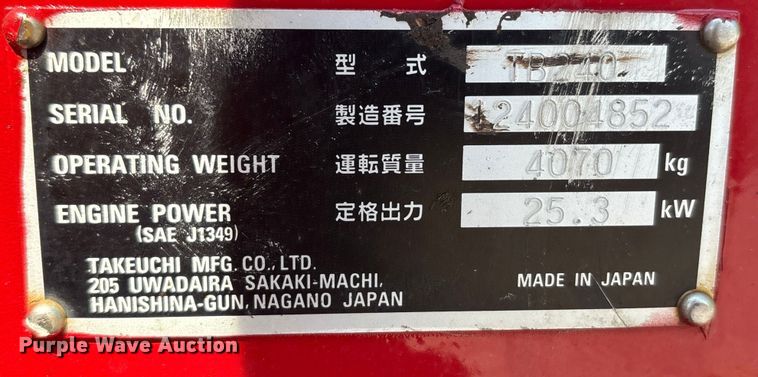 MODEL 型 式 TB240
SERIAL NO. 製造番号 124004852
OPERATING WEIGHT 運転質量 4070 kg
ENGINE POWER 定格出力 25.3 kW
(SAE J1349)
TAKEUCHI MFG. CO., LTD.
205 UWADAIRA SAKAKI-MACHI,
HANISHINA-GUN, NAGANO JAPAN
MADE IN JAPAN
Purple Wave Auction